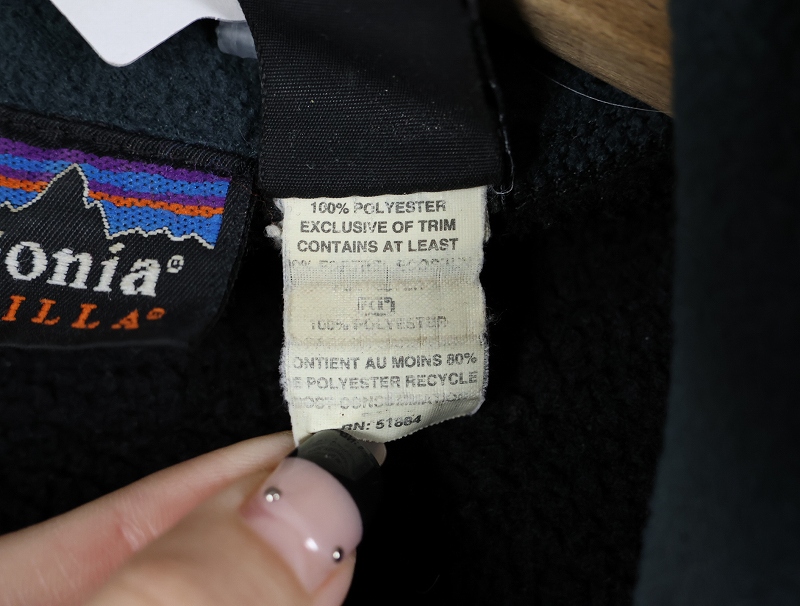 onia®
ILLA®
100% POLYESTER
EXCLUSIVE OF TRIM
CONTAINS AT LEAST
100% POLYESTER
ONTIENT AU MOINS 80%
E POLYESTER RECYCLE
RN: 51884